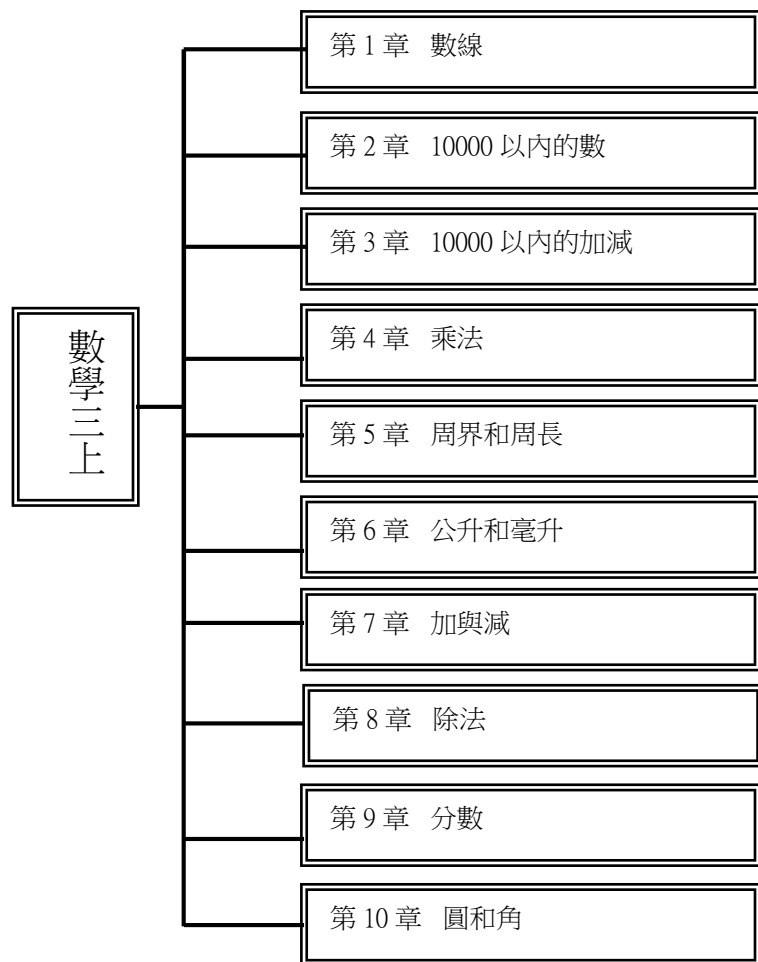 數學三上
第 1 章 數線
第 2 章 10000 以內的數
第 3 章 10000 以內的加減
第 4 章 乘法
第 5 章 周界和周長
第 6 章 公升和毫升
第 7 章 加與減
第 8 章 除法
第 9 章 分數
第 10 章 圓和角